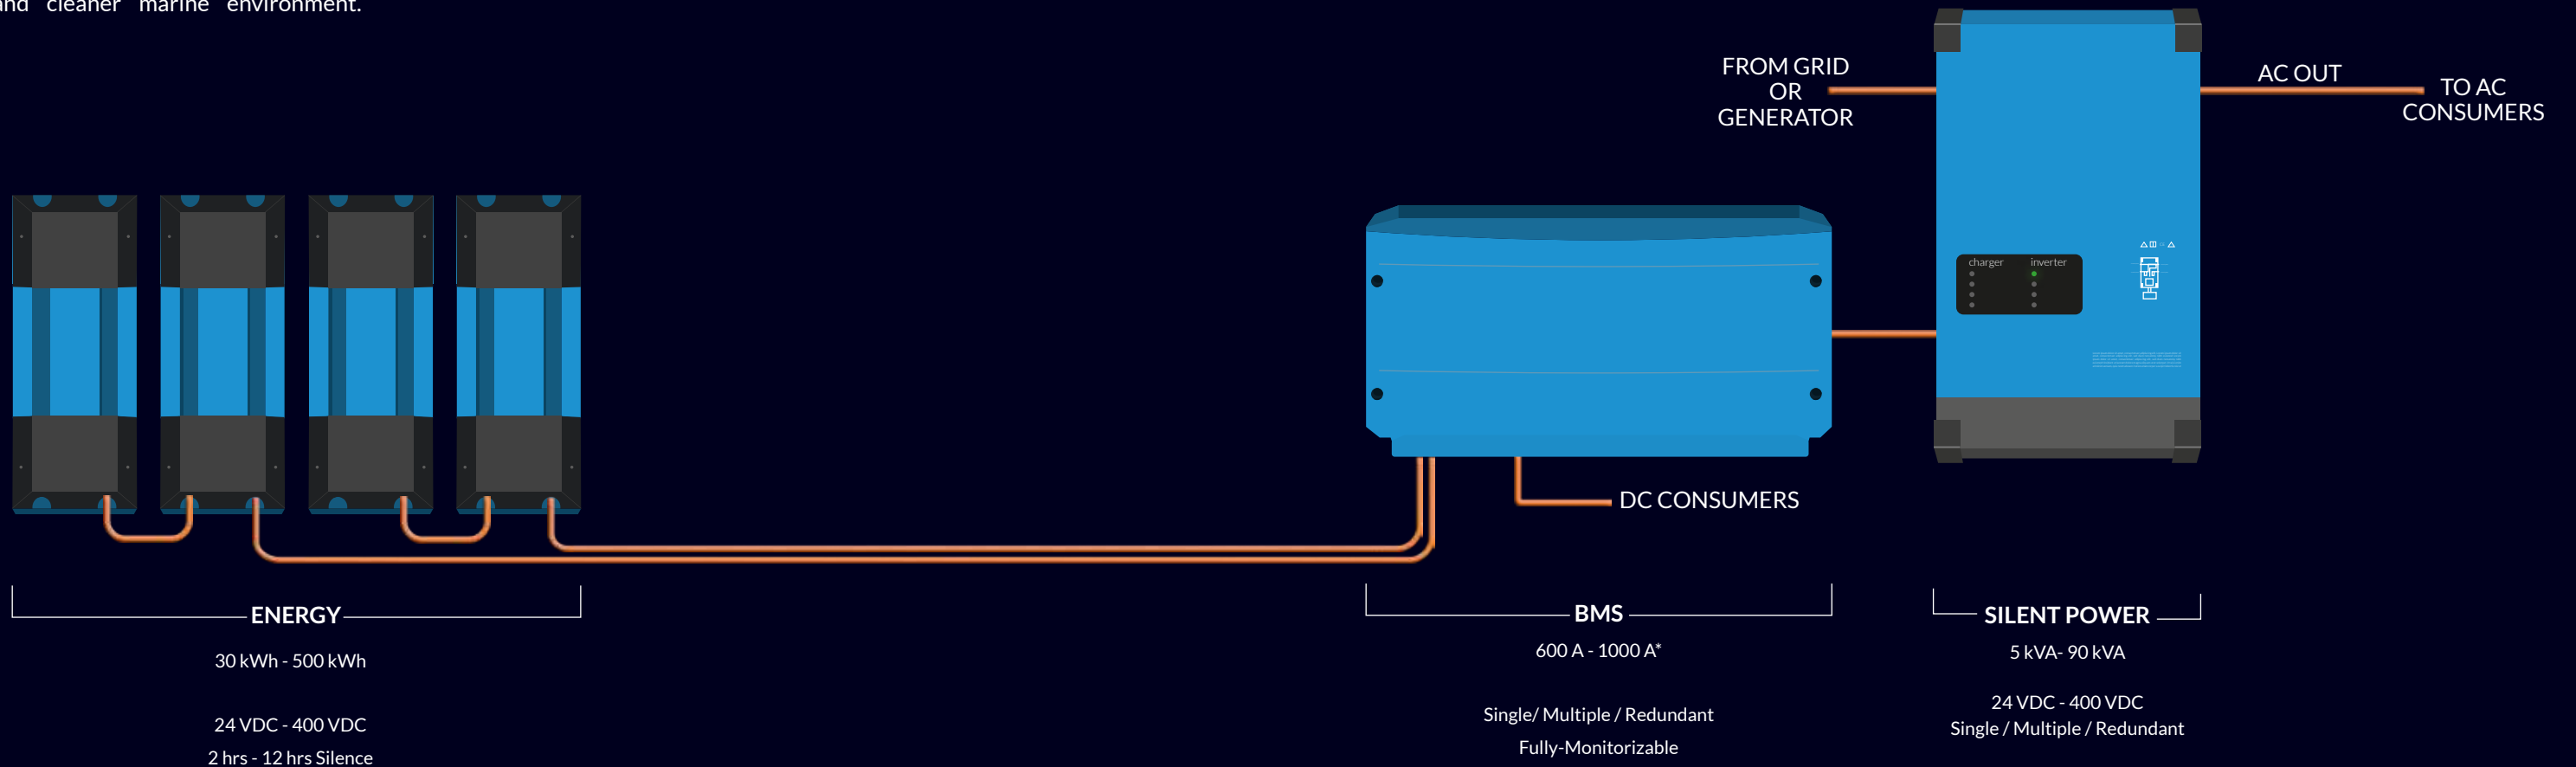 and cleaner marine environment.
FROM GRID
OR
GENERATOR
AC OUT
TO AC
CONSUMERS
charger inverter
DC CONSUMERS
ENERGY
30 kWh - 500 kWh
24 VDC - 400 VDC
2 hrs - 12 hrs Silence
BMS
600 A - 1000 A*
Single/ Multiple / Redundant
Fully-Monitorizable
SILENT POWER
5 kVA- 90 kVA
24 VDC - 400 VDC
Single / Multiple / Redundant